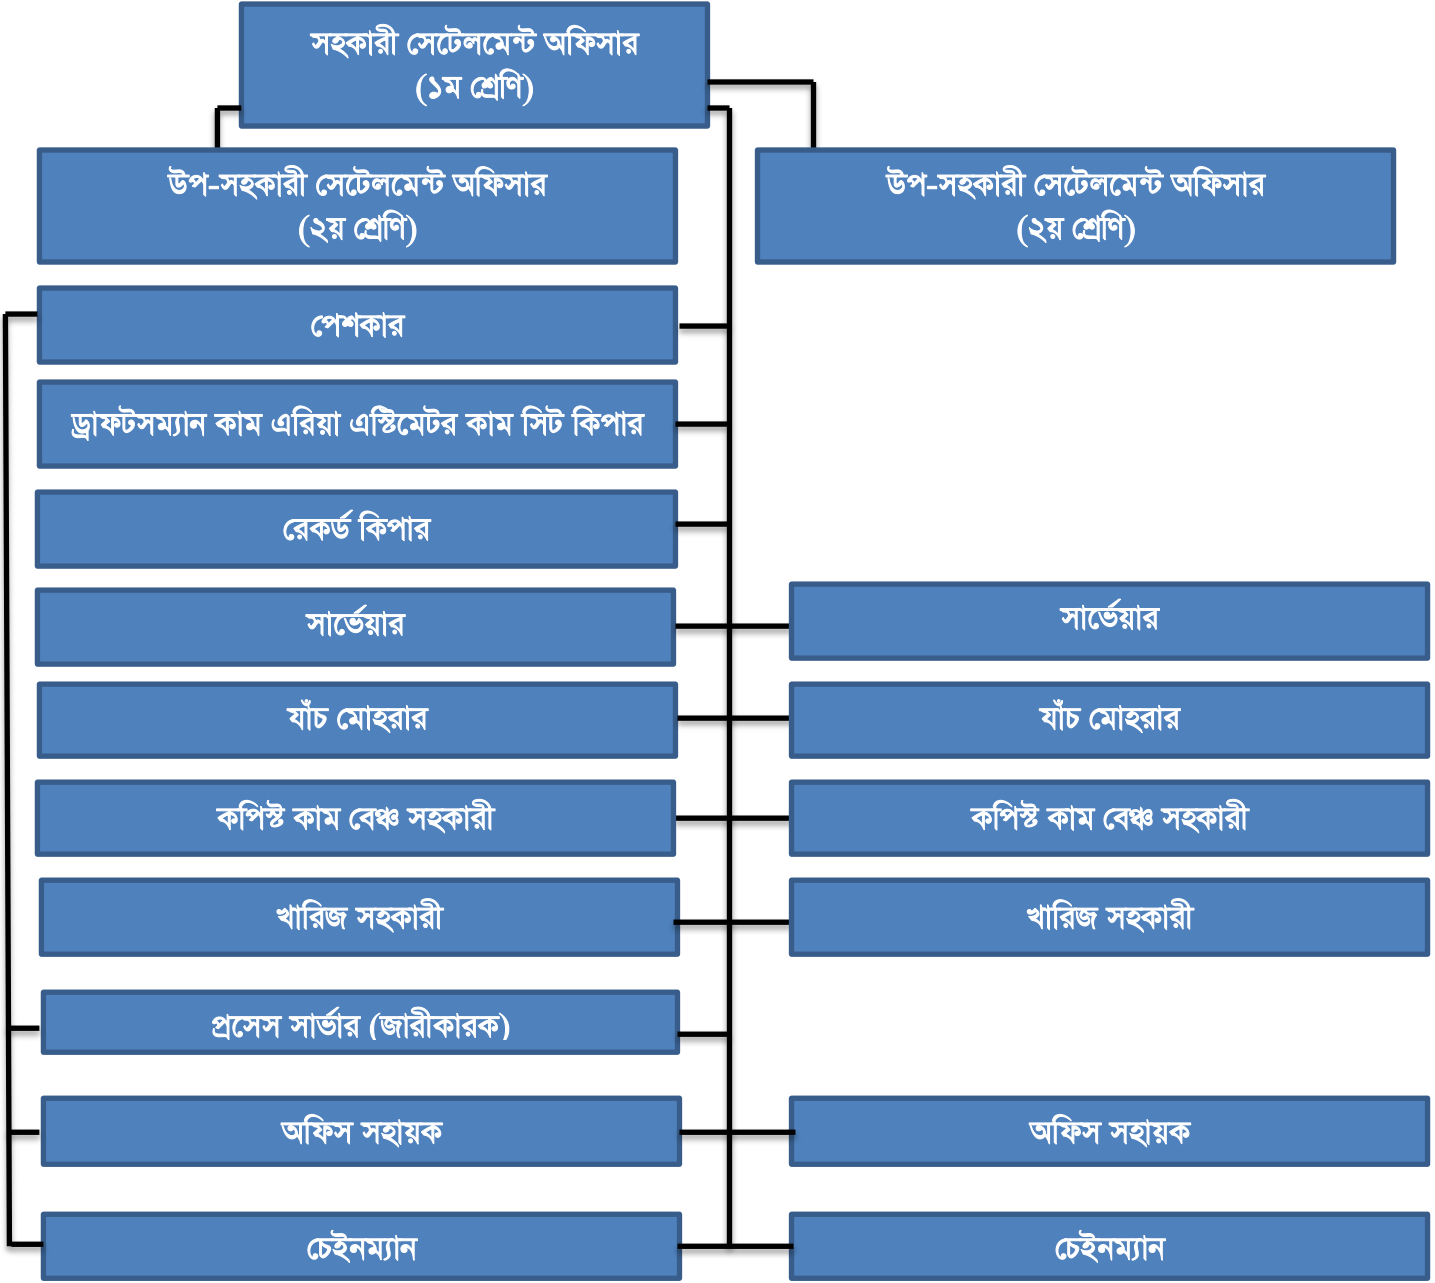 সহকারী সেটেলমেন্ট অফিসার
(১ম শ্রেণি)
উপ-সহকারী সেটেলমেন্ট অফিসার
(২য় শ্রেণি)
উপ-সহকারী সেটেলমেন্ট অফিসার
(২য় শ্রেণি)
পেশকার
ড্রাফটসম্যান কাম এরিয়া এস্টিমেটর কাম সিট কিপার
রেকর্ড কিপার
সার্ভেয়ার
সার্ভেয়ার
যাঁচ মোহরার
যাঁচ মোহরার
কপিস্ট কাম বেঞ্চ সহকারী
কপিস্ট কাম বেঞ্চ সহকারী
খারিজ সহকারী
খারিজ সহকারী
প্রসেস সার্ভার (জারীকারক)
অফিস সহায়ক
অফিস সহায়ক
চেইনম্যান
চেইনম্যান